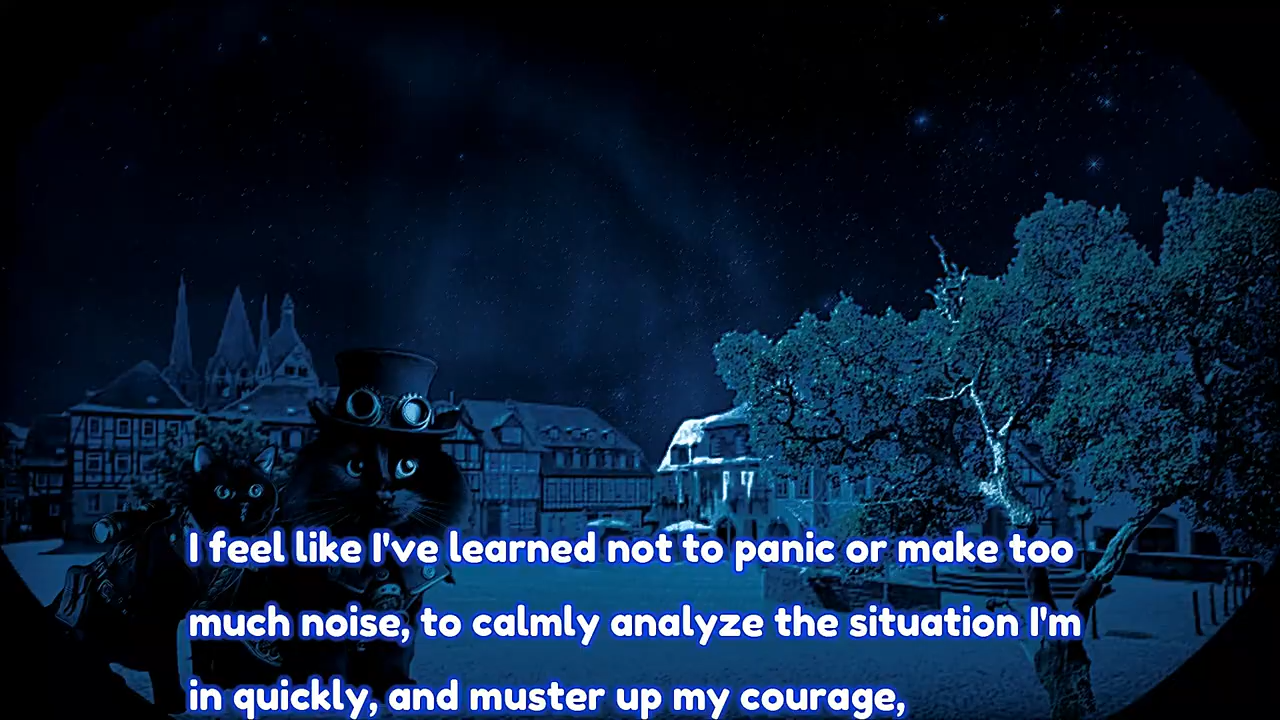 I feel like I've learned not to panic or make too
much noise, to calmly analyze the situation I'm
in quickly, and muster up my courage,